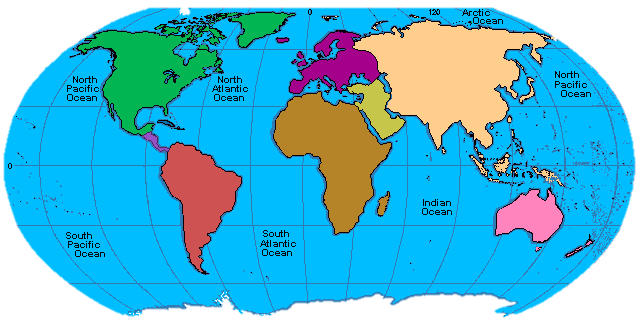 0
120
Arctic
Ocean
North
Pacific
Ocean
North
Atlantic
Ocean
North
Pacific
Ocean
0
Indian
Ocean
South
Pacific
Ocean
South
Atlantic
Ocean